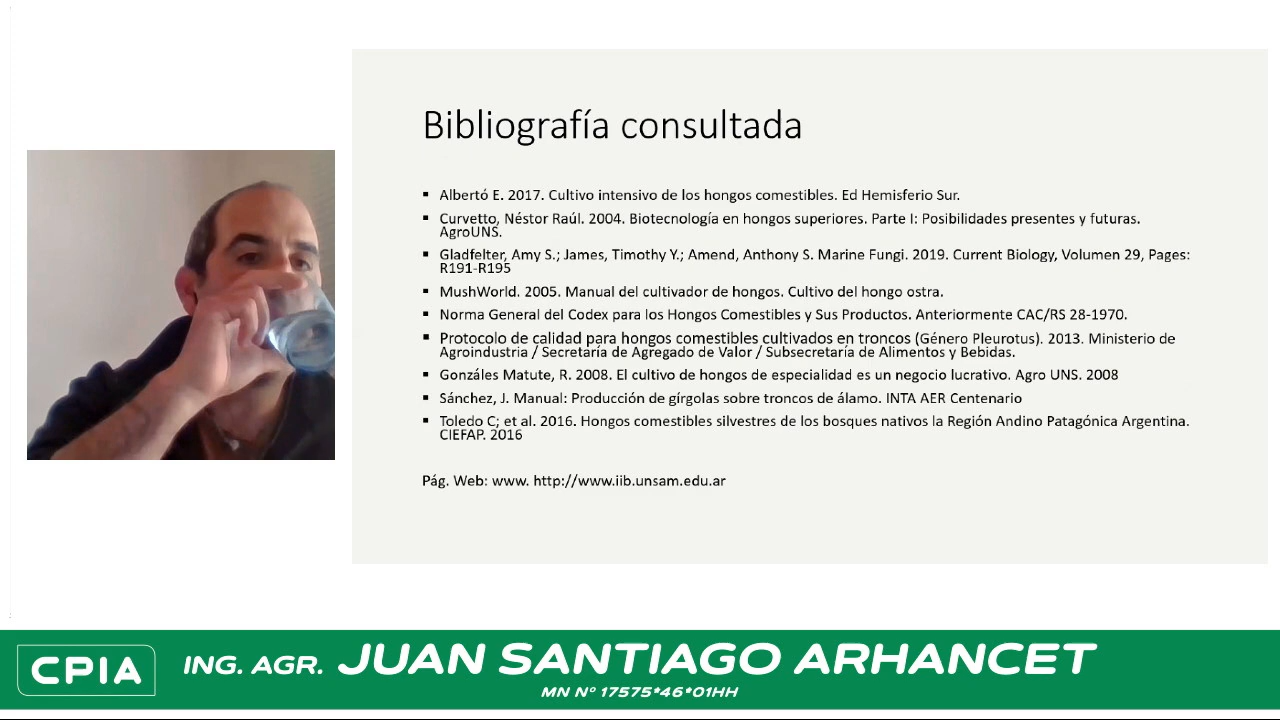 Bibliografía consultada
▪ Albertó E. 2017. Cultivo intensivo de los hongos comestibles. Ed Hemisferio Sur.
▪ Curvetto, Néstor Raúl. 2004. Biotecnología en hongos superiores. Parte I: Posibilidades presentes y futuras.
AgroUNS.
▪ Gladfelter, Amy S.; James, Timothy Y.; Amend, Anthony S. Marine Fungi. 2019. Current Biology, Volumen 29, Pages:
R191-R195
▪ MushWorld. 2005. Manual del cultivador de hongos. Cultivo del hongo ostra.
▪ Norma General del Codex para los Hongos Comestibles y Sus Productos. Anteriormente CAC/RS 28-1970.
▪ Protocolo de calidad para hongos comestibles cultivados en troncos (Género Pleurotus). 2013. Ministerio de
Agroindustria / Secretaría de Agregado de Valor / Subsecretaría de Alimentos y Bebidas.
▪ Gonzáles Matute, R. 2008. El cultivo de hongos de especialidad es un negocio lucrativo. Agro UNS. 2008
▪ Sánchez, J. Manual: Producción de gírgolas sobre troncos de álamo. INTA AER Centenario
▪ Toledo C; et al. 2016. Hongos comestibles silvestres de los bosques nativos la Región Andino Patagónica Argentina.
CIEFAP. 2016
Pág. Web: www. http://www.iib.unsam.edu.ar
CPIA
ING. AGR. JUAN SANTIAGO ARHANCET
MN Nº 17575*46*01HH